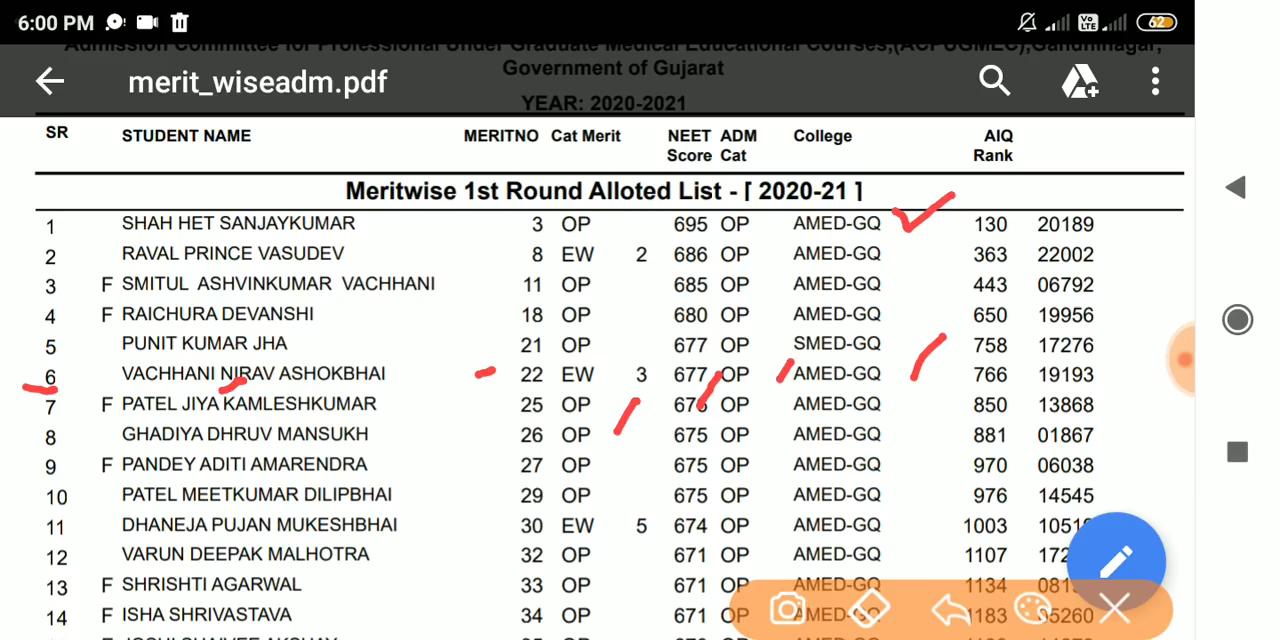 6:00 PM
Vo LTE 62
Admission Committee for Professional Under Graduate Medical Educational Courses,(ACPUGMEC),Gandhinagar,
merit_wiseadm.pdf
Government of Gujarat
YEAR: 2020-2021
SR STUDENT NAME MERITNO Cat Merit NEET Score ADM Cat College AIQ Rank
Meritwise 1st Round Alloted List - [ 2020-21 ]
1 SHAH HET SANJAYKUMAR 3 OP 695 OP AMED-GQ 130 20189
2 RAVAL PRINCE VASUDEV 8 EW 2 686 OP AMED-GQ 363 22002
3 F SMITUL ASHVINKUMAR VACHHANI 11 OP 685 OP AMED-GQ 443 06792
4 F RAICHURA DEVANSHI 18 OP 680 OP AMED-GQ 650 19956
5 PUNIT KUMAR JHA 21 OP 677 OP SMED-GQ 758 17276
6 VACHHANI NIRAV ASHOKBHAI 22 EW 3 677 OP AMED-GQ 766 19193
7 F PATEL JIYA KAMLESHKUMAR 25 OP OP AMED-GQ 850 13868
8 GHADIYA DHRUV MANSUKH 26 OP 675 OP AMED-GQ 881 01867
9 F PANDEY ADITI AMARENDRA 27 OP 675 OP AMED-GQ 970 06038
10 PATEL MEETKUMAR DILIPBHAI 29 OP 675 OP AMED-GQ 976 14545
11 DHANEJA PUJAN MUKESHBHAI 30 EW 5 674 OP AMED-GQ 1003
12 VARUN DEEPAK MALHOTRA 32 OP 671 OP AMED-GQ 1107
13 F SHRISHTI AGARWAL 33 OP 671 OP AMED-GQ 1134
14 F ISHA SHRIVASTAVA 34 OP 671 OP AMED-GQ 1183 05260